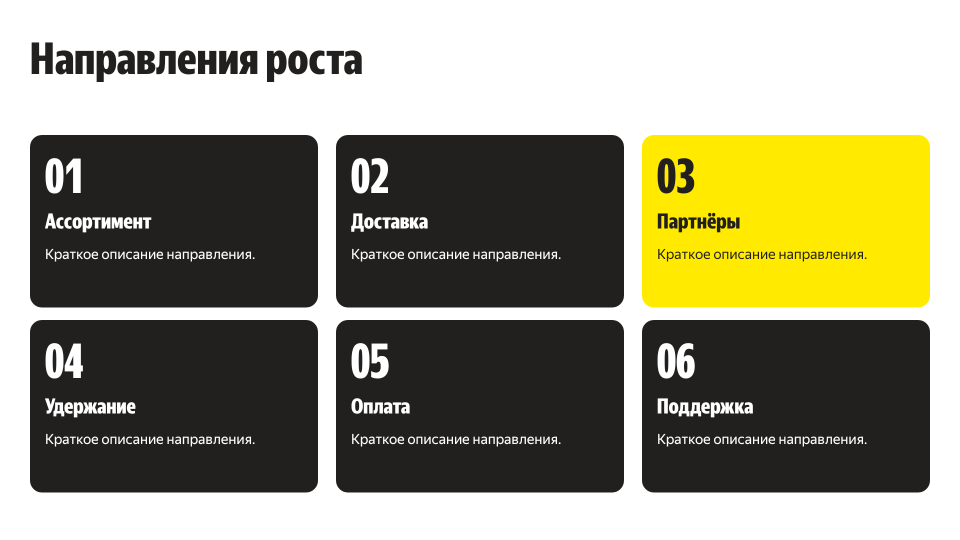 Направления роста
01
Ассортимент
Краткое описание направления.
02
Доставка
Краткое описание направления.
03
Партнёры
Краткое описание направления.
04
Удержание
Краткое описание направления.
05
Оплата
Краткое описание направления.
06
Поддержка
Краткое описание направления.